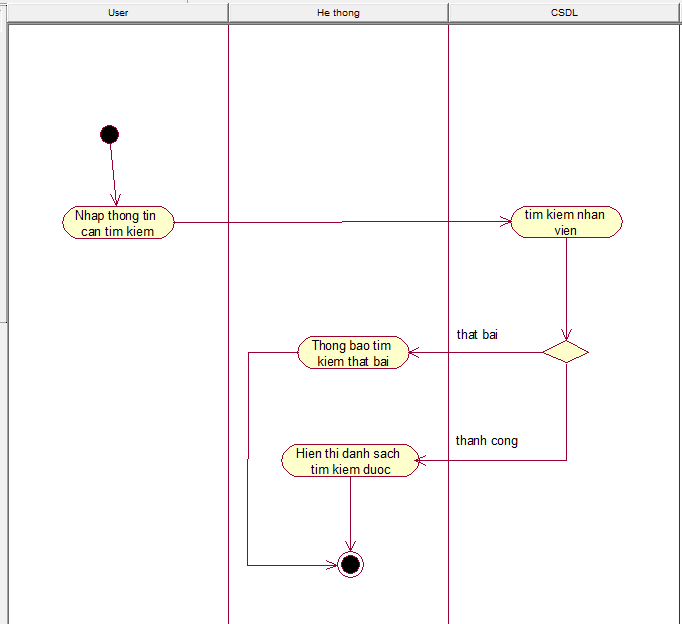 User
He thong
CSDL
Nhap thong tin
can tim kiem
tim kiem nhan
vien
that bai
Thong bao tim
kiem that bai
thanh cong
Hien thi danh sach
tim kiem duoc